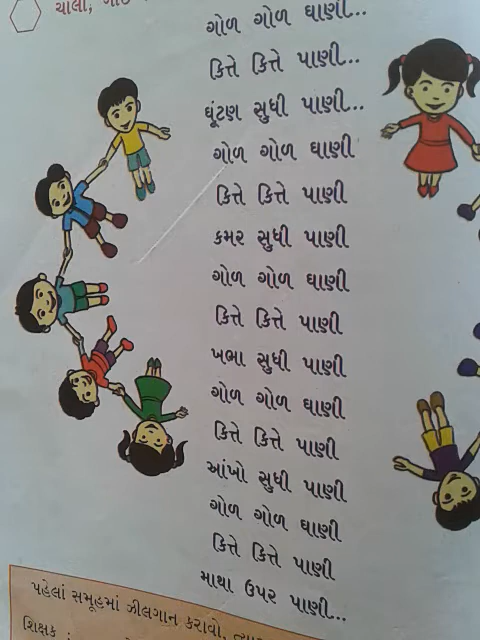 ચાલો,
ગોળ ગોળ ઘાણી...
કિત્તે કિત્તે પાણી...
ઘૂંટણ સુધી પાણી...
ગોળ ગોળ ઘાણી
કિત્તે કિત્તે પાણી
કમર સુધી પાણી
ગોળ ગોળ ઘાણી
કિત્તે કિત્તે પાણી
ખભા સુધી પાણી
ગોળ ગોળ ઘાણી
કિત્તે કિત્તે પાણી
આંખો સુધી પાણી
ગોળ ગોળ ઘાણી
કિત્તે કિત્તે પાણી
માથા ઉપર પાણી...
પહેલાં સમૂહમાં ઝીલગાન કરાવો,
શિક્ષક